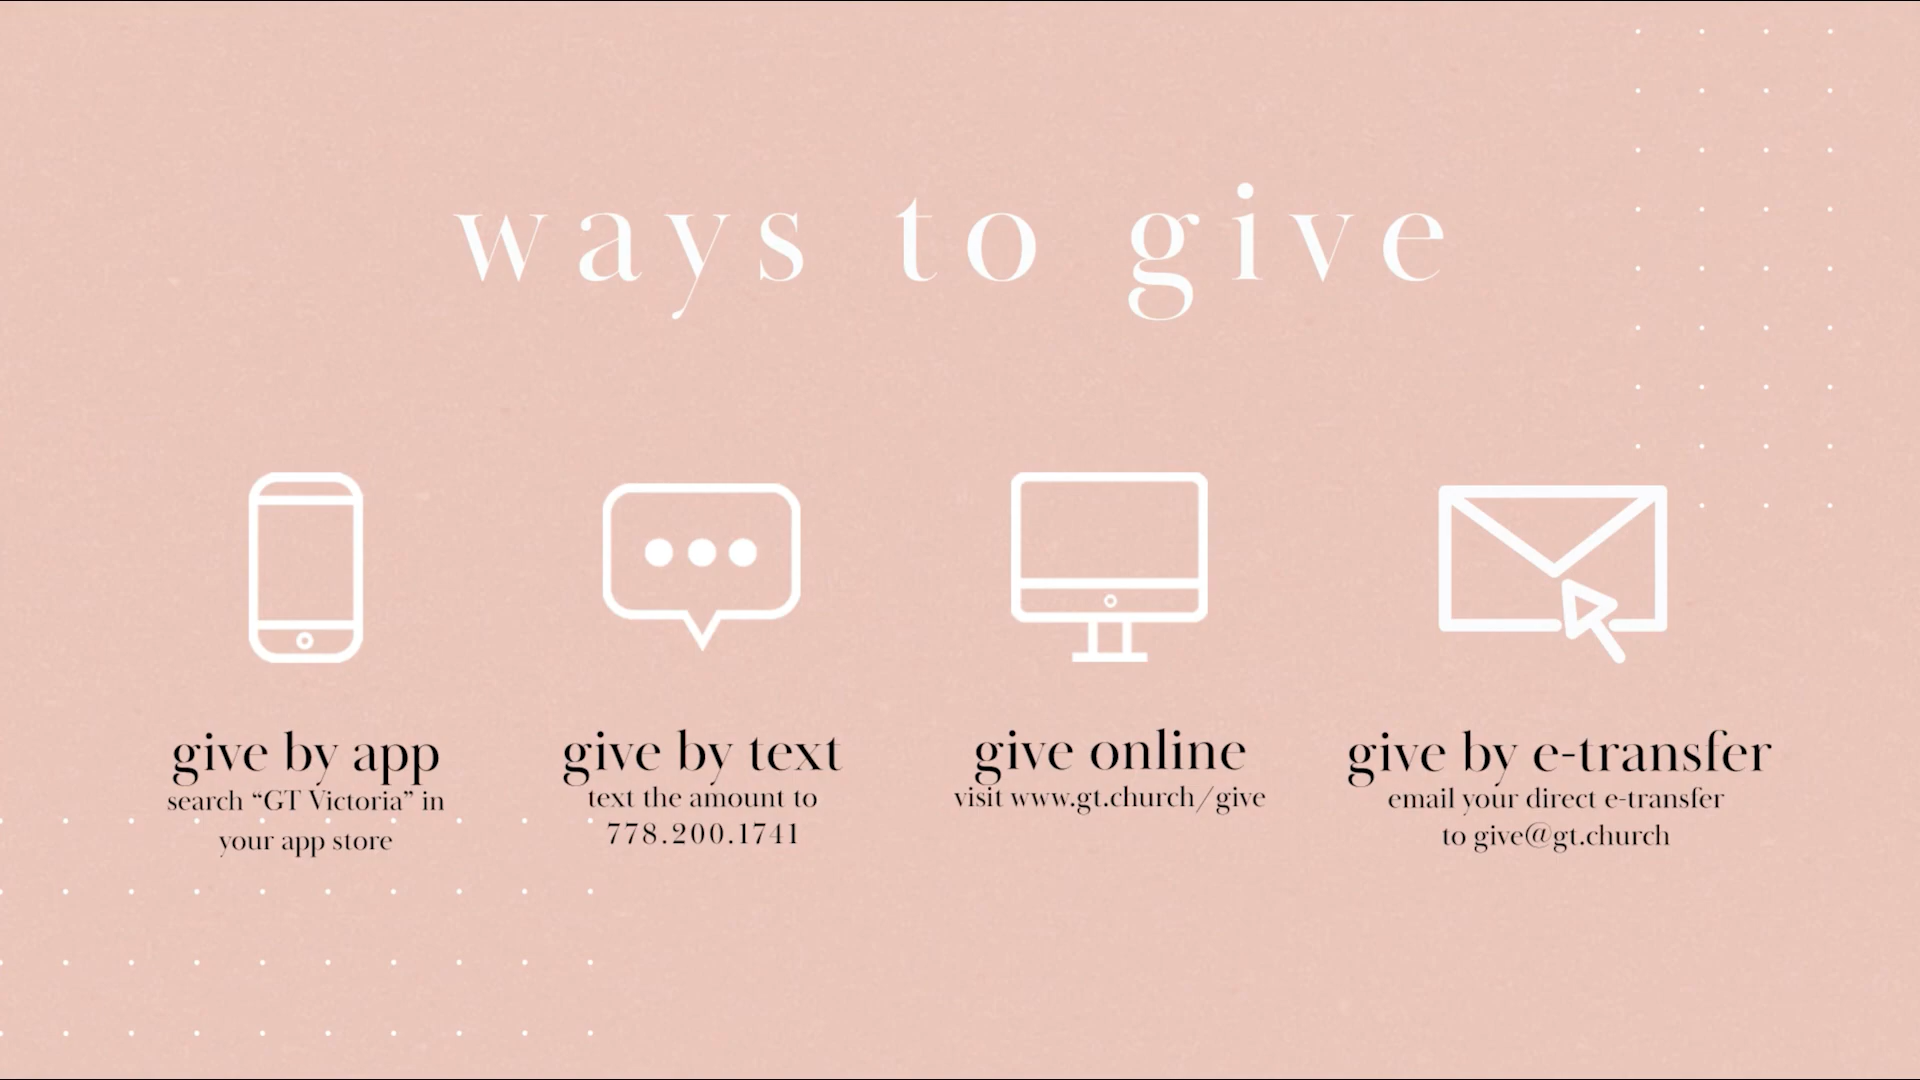 ways to give
give by app
search “GT Victoria” in
your app store
give by text
text the amount to
778.200.1741
give online
visit www.gt.church/give
give by e-transfer
email your direct e-transfer
to give@gt.church